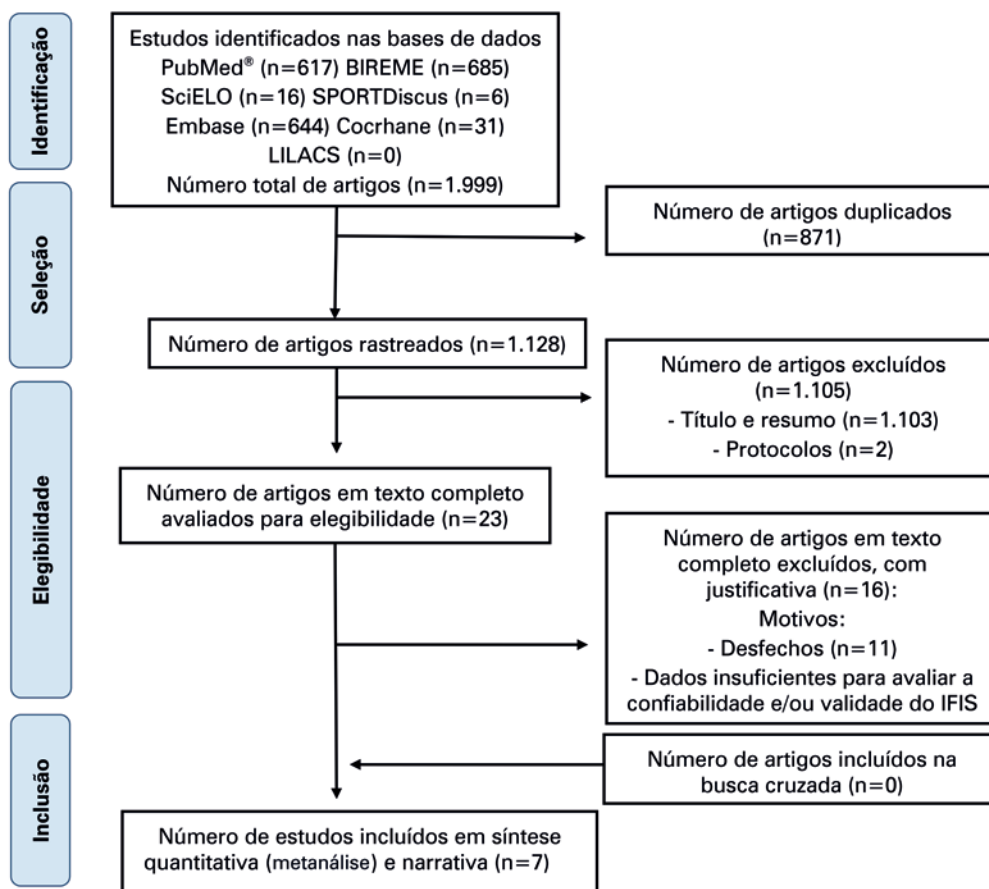 Identificação
Estudos identificados nas bases de dados
PubMed® (n=617) BIREME (n=685)
SciELO (n=16) SPORTDiscus (n=6)
Embase (n=644) Cocrhane (n=31)
LILACS (n=0)
Número total de artigos (n=1.999)
Seleção
Número de artigos duplicados
(n=871)
Número de artigos rastreados (n=1.128)
Número de artigos excluídos
(n=1.105)
- Título e resumo (n=1.103)
- Protocolos (n=2)
Elegibilidade
Número de artigos em texto completo
avaliados para elegibilidade (n=23)
Número de artigos em texto
completo excluídos, com
justificativa (n=16):
Motivos:
- Desfechos (n=11)
- Dados insuficientes para avaliar a
confiabilidade e/ou validade do IFIS
Inclusão
Número de artigos incluídos na
busca cruzada (n=0)
Número de estudos incluídos em síntese
quantitativa (metanálise) e narrativa (n=7)